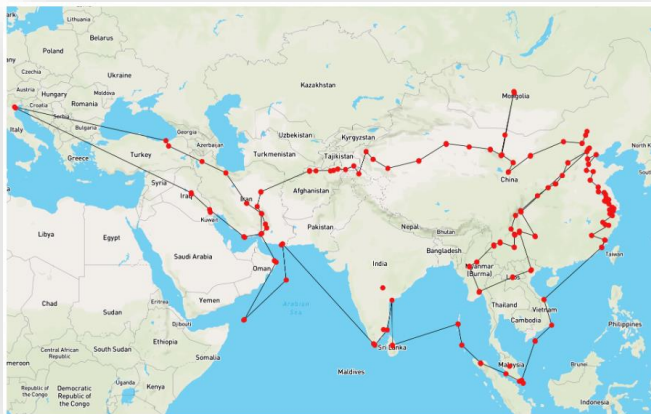 Lithuania
Belarus
Poland
Czechia
Ukraine
Kazakhstan
Austria
Hungary
Moldova
Mongolia
Croatia
Romania
Serbia
Italy
Bulgaria
Georgia
Uzbekistan
Kyrgyzstan
North K
Greece
Turkey
Azerbaijan
Turkmenistan
Tajikistan
So
Syria
China
Iraq
Iran
Afghanistan
Kuwait
Pakistan
Nepal
Bhutan
Libya
Egypt
Bangladesh
Taiwan
Saudi Arabia
India
Myanmar
(Burma)
Laos
Oman
Chad
Sudan
Eritrea
Yemen
Arabian
Sea
Thailand
Vietnam
Philippines
Cambodia
Djibouti
Central African
Republic
South Sudan
Ethiopia
Sri Lanka
meroon
Somalia
Maldives
Malaysia
Brunei
Uganda
Kenya
Republic of
the Congo
Democratic
Republic of
the Congo
Indonesia